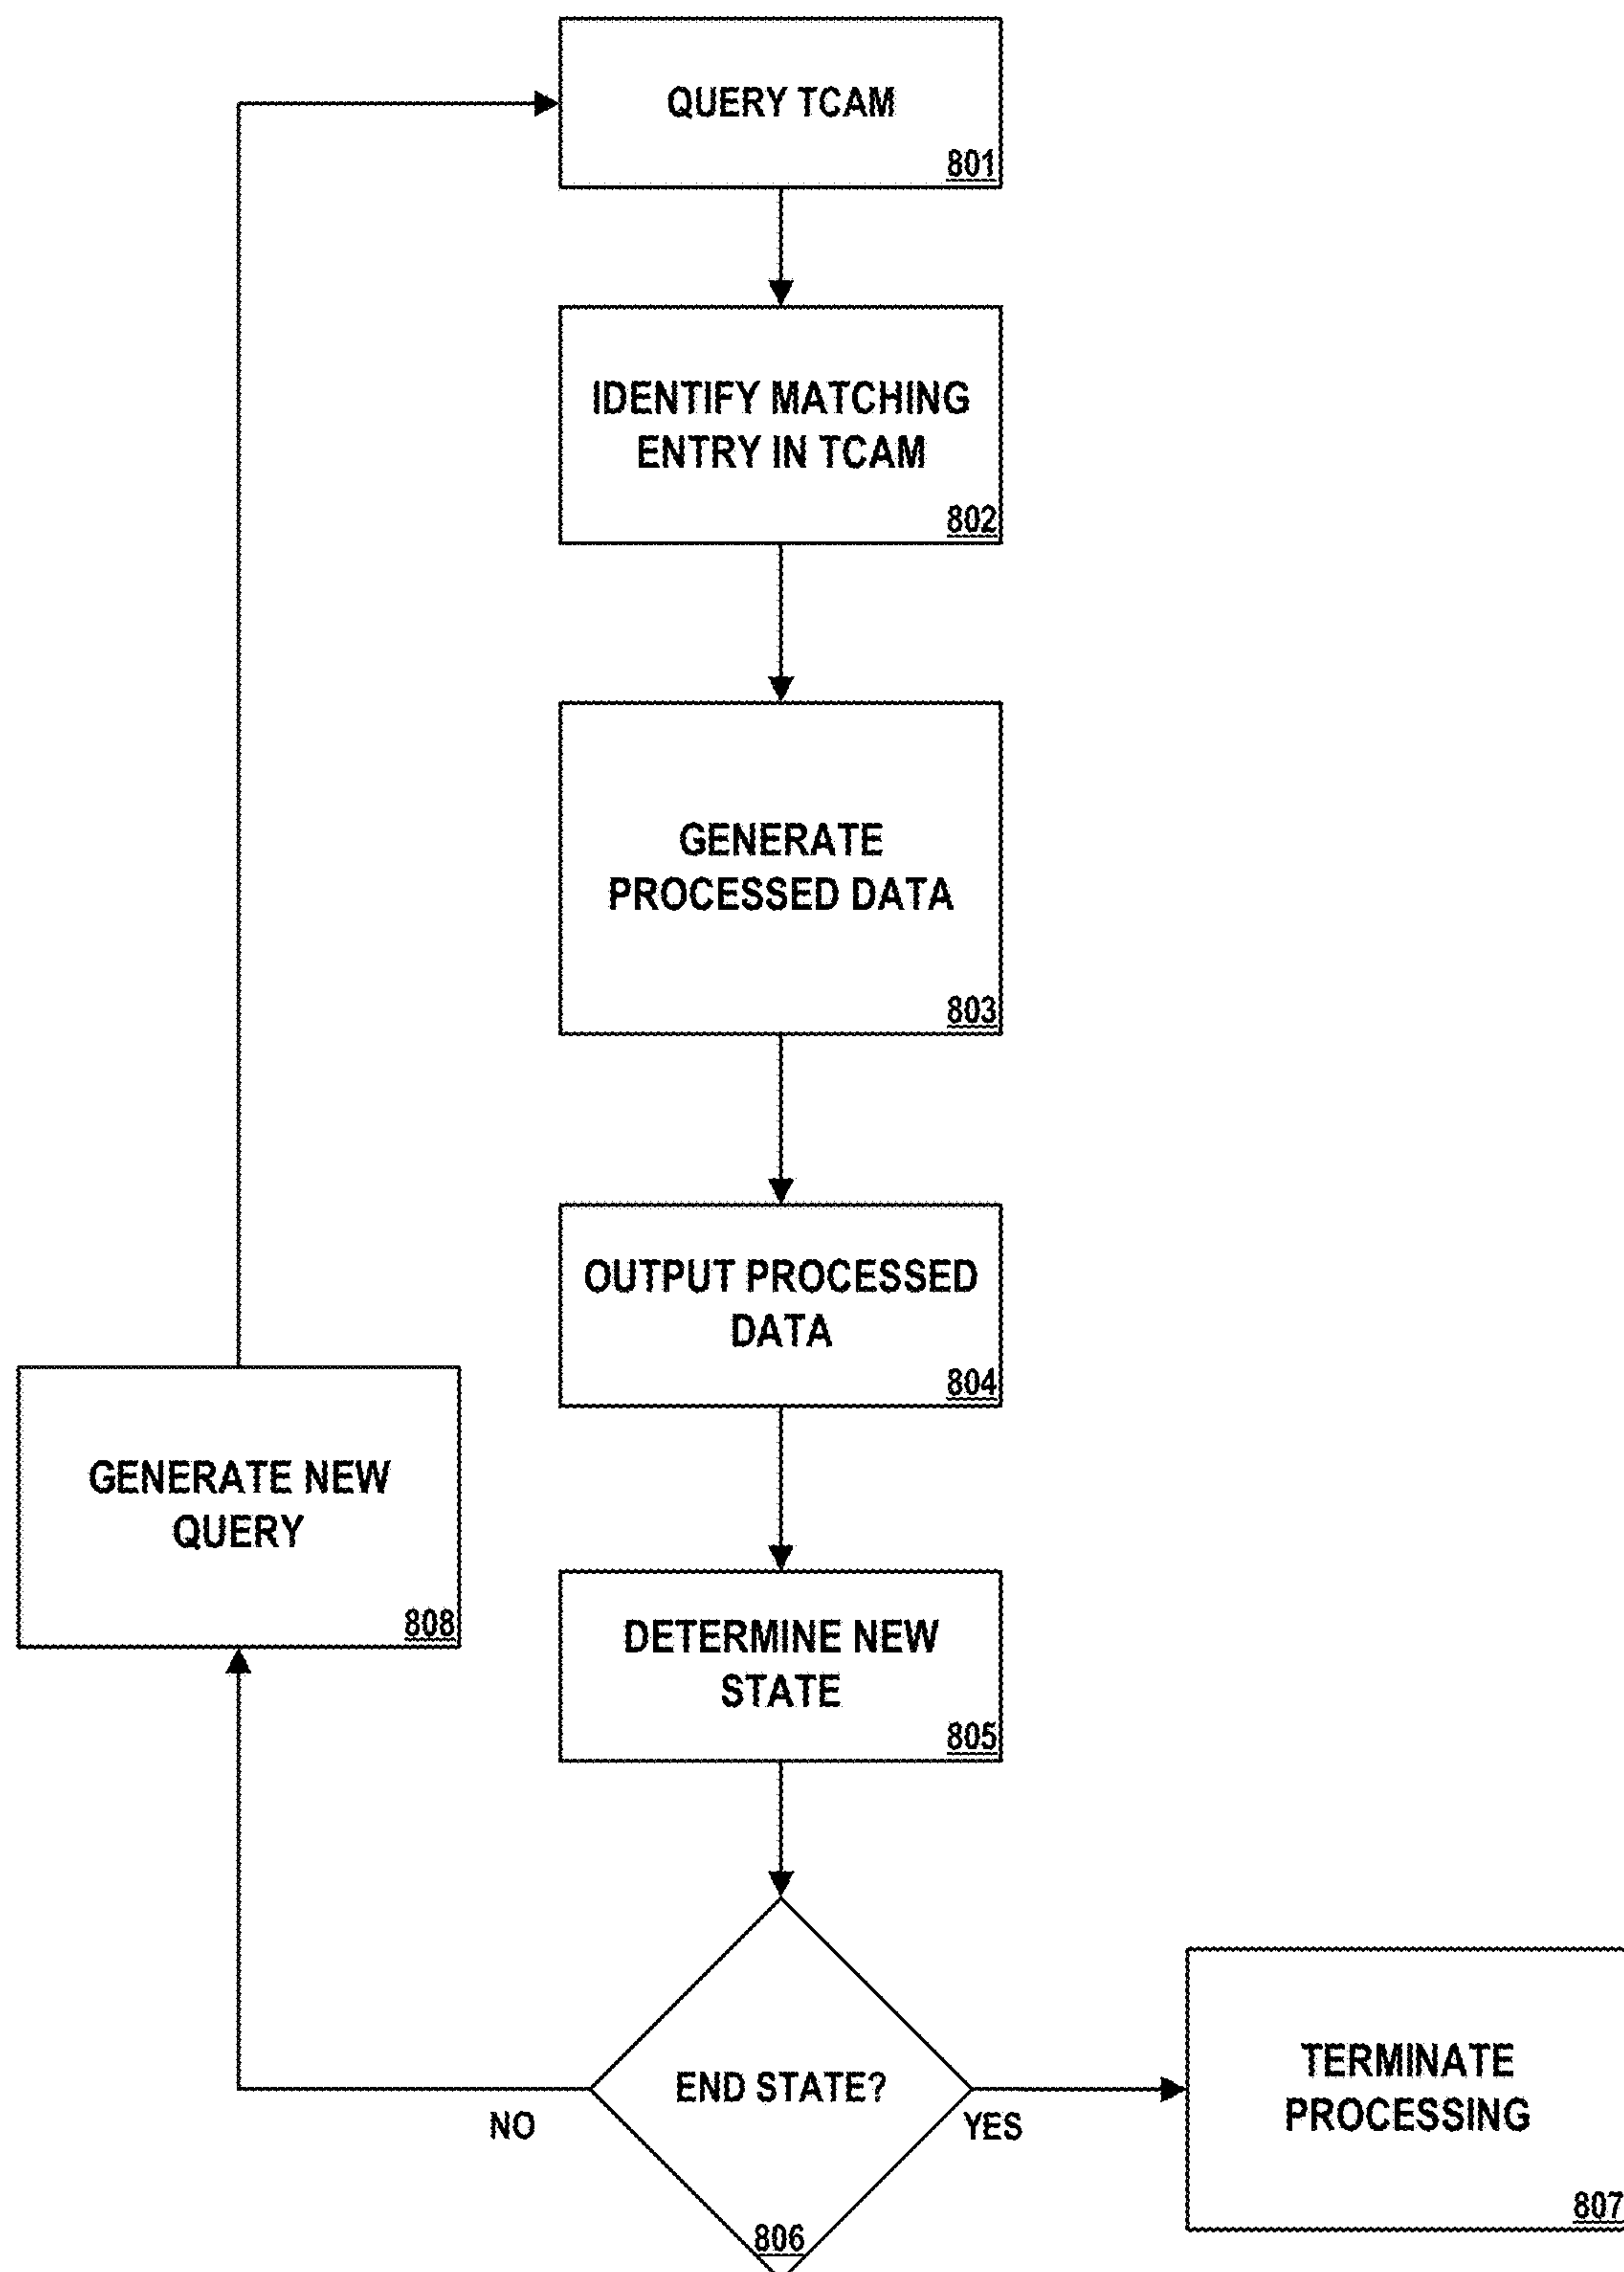 QUERY TCAM
801
IDENTIFY MATCHING
ENTRY IN TCAM
802
GENERATE
PROCESSED DATA
803
OUTPUT PROCESSED
DATA
804
GENERATE NEW
QUERY
808
DETERMINE NEW
STATE
805
END STATE?
NO
YES
806
TERMINATE
PROCESSING
807